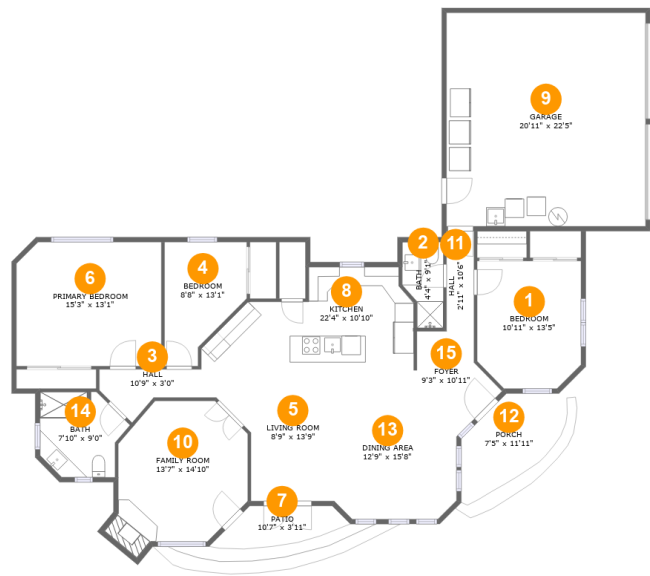 9
GARAGE
20'11" x 22'5"
2
BATH
4'4" x 9'1"
11
HALL
2'11" x 10'6"
6
PRIMARY BEDROOM
15'3" x 13'1"
4
BEDROOM
8'8" x 13'1"
8
KITCHEN
22'4" x 10'10"
1
BEDROOM
10'11" x 13'5"
3
HALL
10'9" x 3'0"
15
FOYER
9'3" x 10'11"
14
BATH
7'10" x 9'0"
5
LIVING ROOM
8'9" x 13'9"
12
PORCH
7'5" x 11'11"
10
FAMILY ROOM
13'7" x 14'10"
13
DINING AREA
12'9" x 15'8"
7
PATIO
10'7" x 3'11"